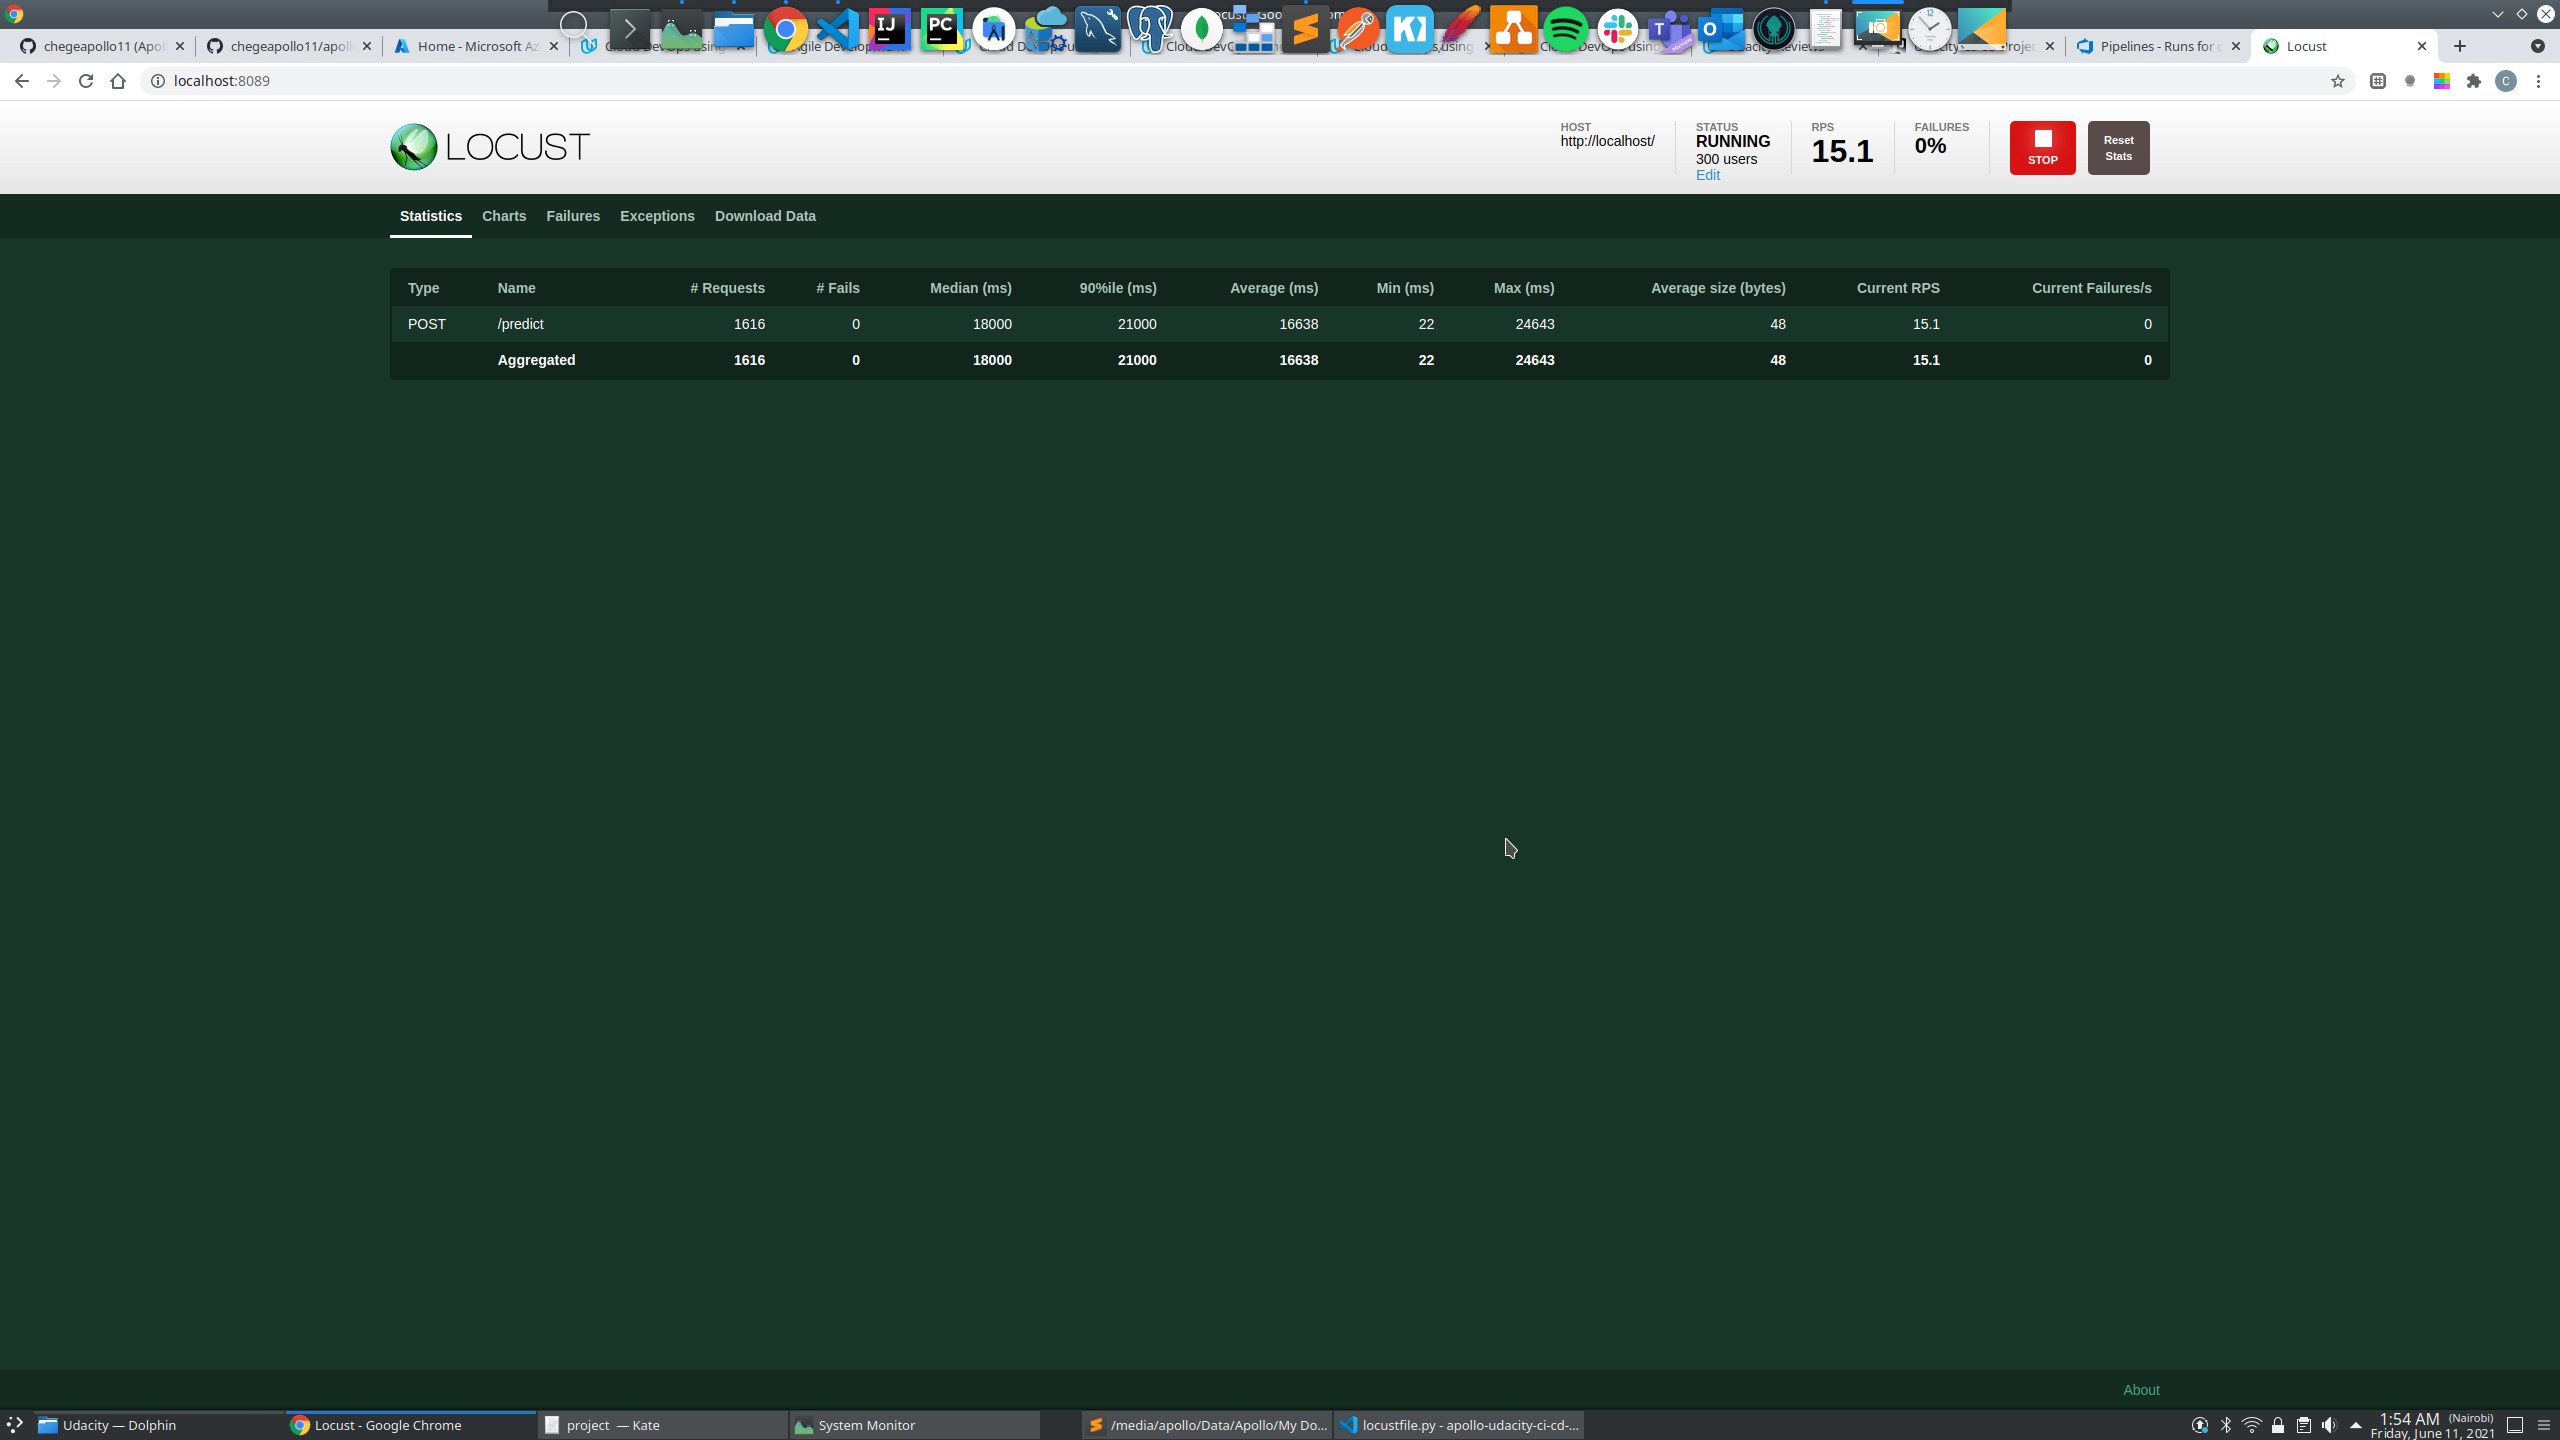 chegeapollo11 (Apol
chegeapollo11/apoll
Home - Microsoft Az
Pipelines - Runs for
Locust
localhost:8089
LOCUST
HOST
http://localhost/
STATUS
RUNNING
300 users
Edit
RPS
15.1
FAILURES
0%
STOP
Reset
Stats
Statistics Charts Failures Exceptions Download Data
Type Name # Requests # Fails Median (ms) 90%ile (ms) Average (ms) Min (ms) Max (ms) Average size (bytes) Current RPS Current Failures/s
POST /predict 1616 0 18000 21000 16638 22 24643 48 15.1 0
Aggregated 1616 0 18000 21000 16638 22 24643 48 15.1 0
About
Udacity — Dolphin
Locust - Google Chrome
project — Kate
System Monitor
/media/apollo/Data/Apollo/My Do...
locustfile.py - apollo-udacity-ci-cd-...
1:54 AM (Nairobi)
Friday, June 11, 2021